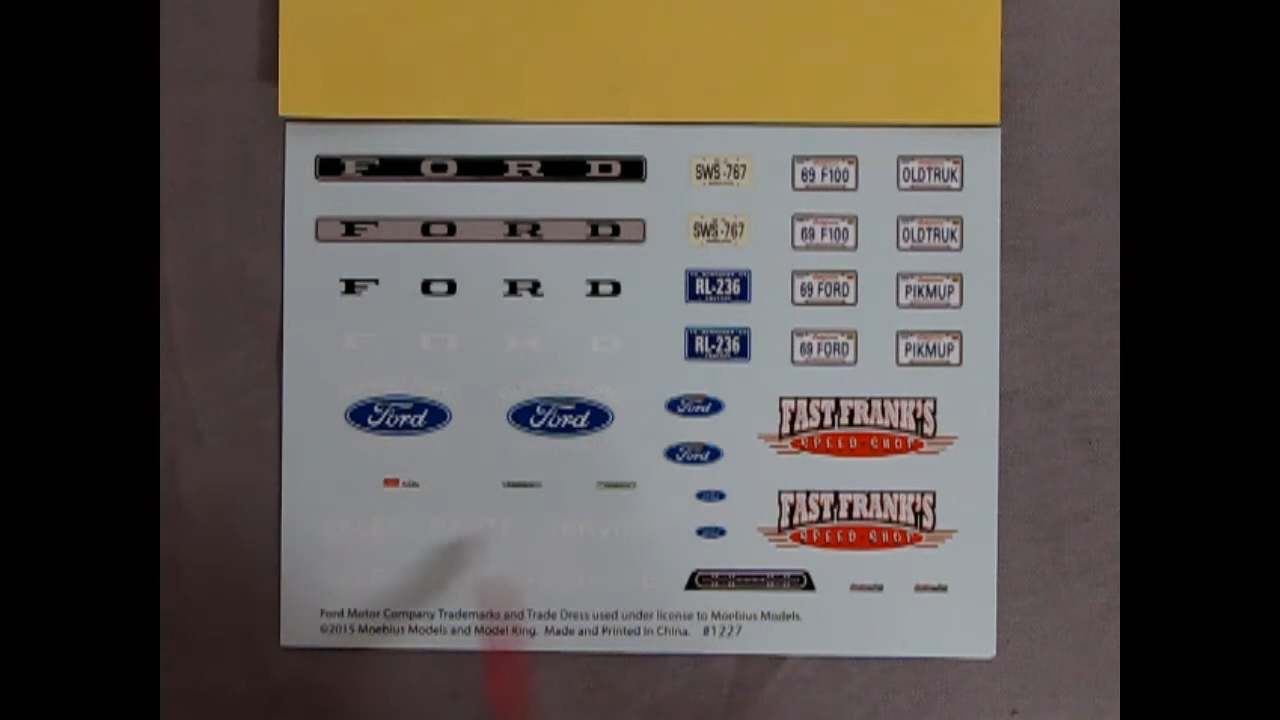 F O R D
SWS-767
69 F100
OLDTRUK
F O R D
SWS-767
69 F100
OLDTRUK
F O R D
RL-236
69 FORD
PIKMUP
F O R D
RL-236
69 FORD
PIKMUP
Ford
Ford
Ford
FAST FRANK'S
SPEED SHOP
Ford
Ford
FAST FRANK'S
SPEED SHOP
Ford
Ford Motor Company Trademarks and Trade Dress used under license to Moebius Models.
©2015 Moebius Models and Model King. Made and Printed in China. #1227